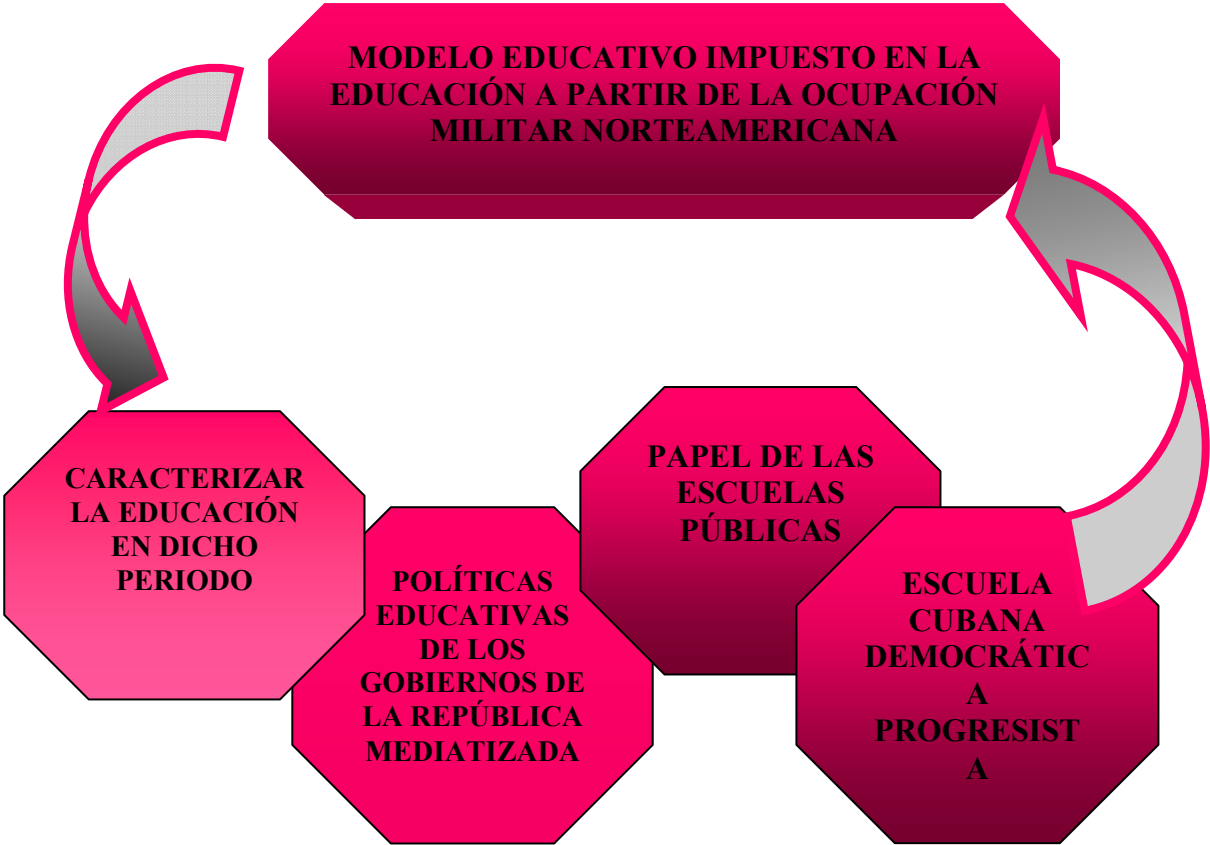 MODELO EDUCATIVO IMPUESTO EN LA
EDUCACIÓN A PARTIR DE LA OCUPACIÓN
MILITAR NORTEAMERICANA
CARACTERIZAR
LA EDUCACIÓN
EN DICHO
PERIODO
POLÍTICAS
EDUCATIVAS
DE LOS
GOBIERNOS DE
LA REPÚBLICA
MEDIATIZADA
PAPEL DE LAS
ESCUELAS
PÚBLICAS
ESCUELA
CUBANA
DEMOCRÁTIC
A
PROGRESIST
A